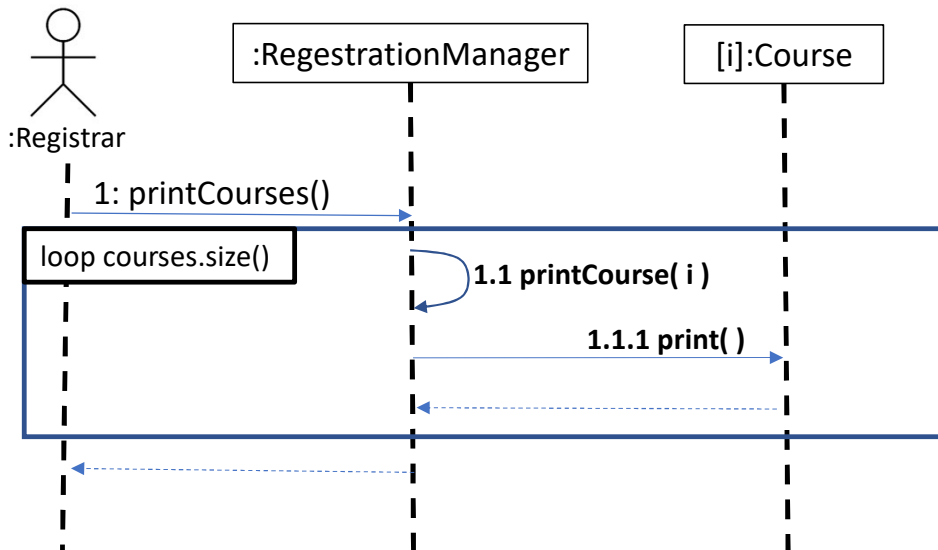 :RegestrationManager
[i]:Course
:Registrar
1: printCourses()
loop courses.size()
1.1 printCourse( i )
1.1.1 print( )